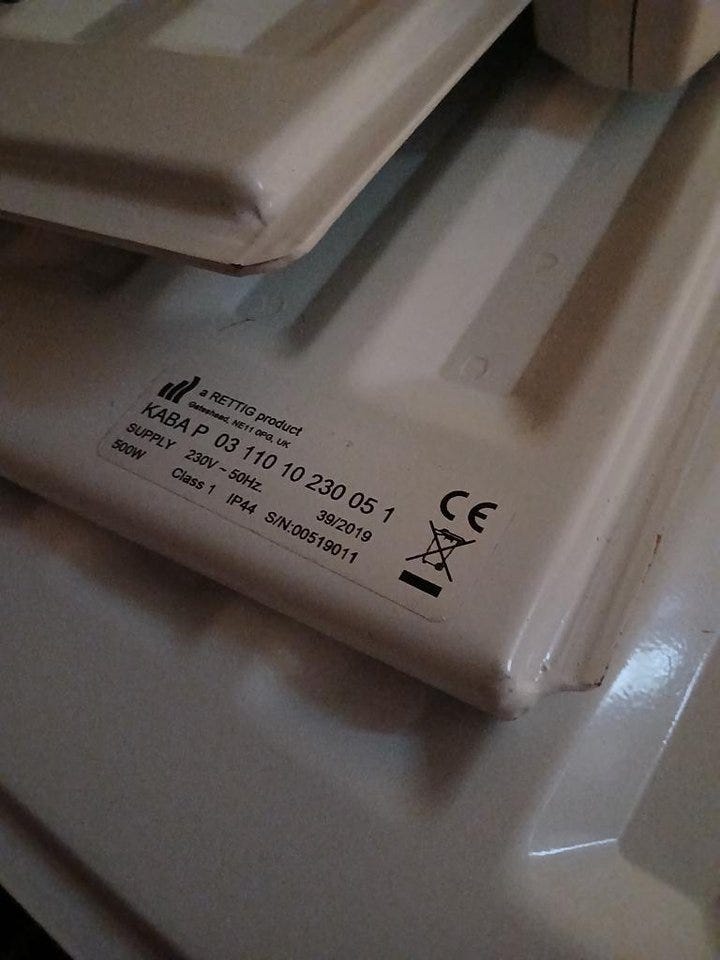 a RETTIG product
Gateshead, NE11 0PG, UK
KABA P 03 110 10 230 05 1
SUPPLY 230V ~ 50Hz. 39/2019
500W Class 1 IP44 S/N:00519011
CE